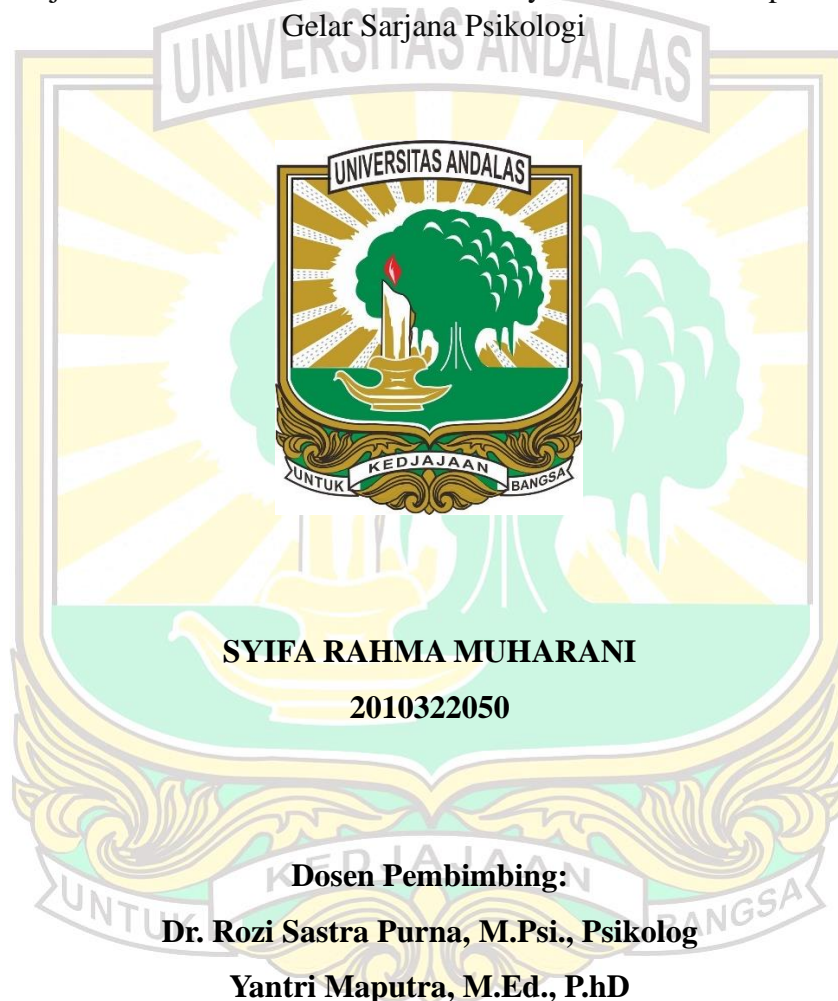 Gelar Sarjana Psikologi
UNIVERSITAS ANDALAS
UNIVERSITAS ANDALAS
UNTUK KEDJAJAAN BANGSA
SYIFA RAHMA MUHARANI
2010322050
Dosen Pembimbing:
KEDJAJAAN
UNTUK BANGSA
Dr. Rozi Sastra Purna, M.Psi., Psikolog
Yantri Maputra, M.Ed., P.hD